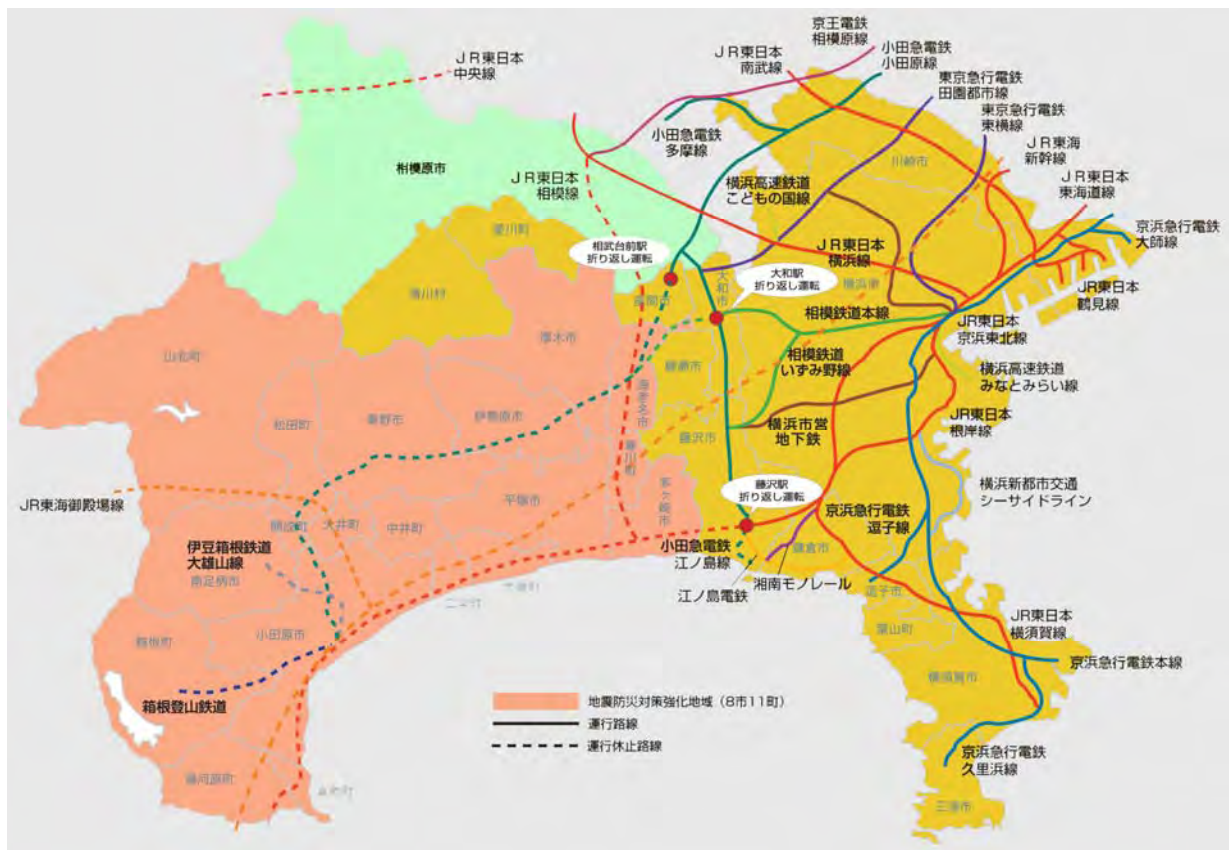 JR東日本
中央線
京王電鉄
相模原線
JR東日本
南武線
小田急電鉄
小田原線
東京急行電鉄
田園都市線
東京急行電鉄
東横線
JR東海
新幹線
JR東日本
東海道線
京浜急行電鉄
大師線
小田急電鉄
多摩線
川崎市
相模原市
JR東日本
相模線
横浜高速鉄道
こどもの国線
愛川町
相武台前駅
折り返し運転
JR東日本
横浜線
大和駅
折り返し運転
大和市
座間市
清川村
JR東日本
鶴見線
相模鉄道本線
JR東日本
京浜東北線
厚木市
山北町
相模鉄道
いずみ野線
綾瀬市
横浜高速鉄道
みなとみらい線
海老名市
松田町
秦野市
伊勢原市
藤沢市
横浜市営
地下鉄
JR東日本
根岸線
寒川町
茅ヶ崎市
平塚市
藤沢駅
折り返し運転
横浜新都市交通
シーサイドライン
JR東海御殿場線
開成町
大井町
中井町
京浜急行電鉄
逗子線
伊豆箱根鉄道
大雄山線
南足柄市
小田急電鉄
江ノ島線
鎌倉市
湘南モノレール
江ノ島電鉄
逗子市
二宮町
葉山町
箱根町
小田原市
JR東日本
横須賀線
京浜急行電鉄本線
横須賀市
箱根登山鉄道
地震防災対策強化地域(8市11町)
運行路線
運行休止路線
湯河原町
真鶴町
京浜急行電鉄
久里浜線
三浦市